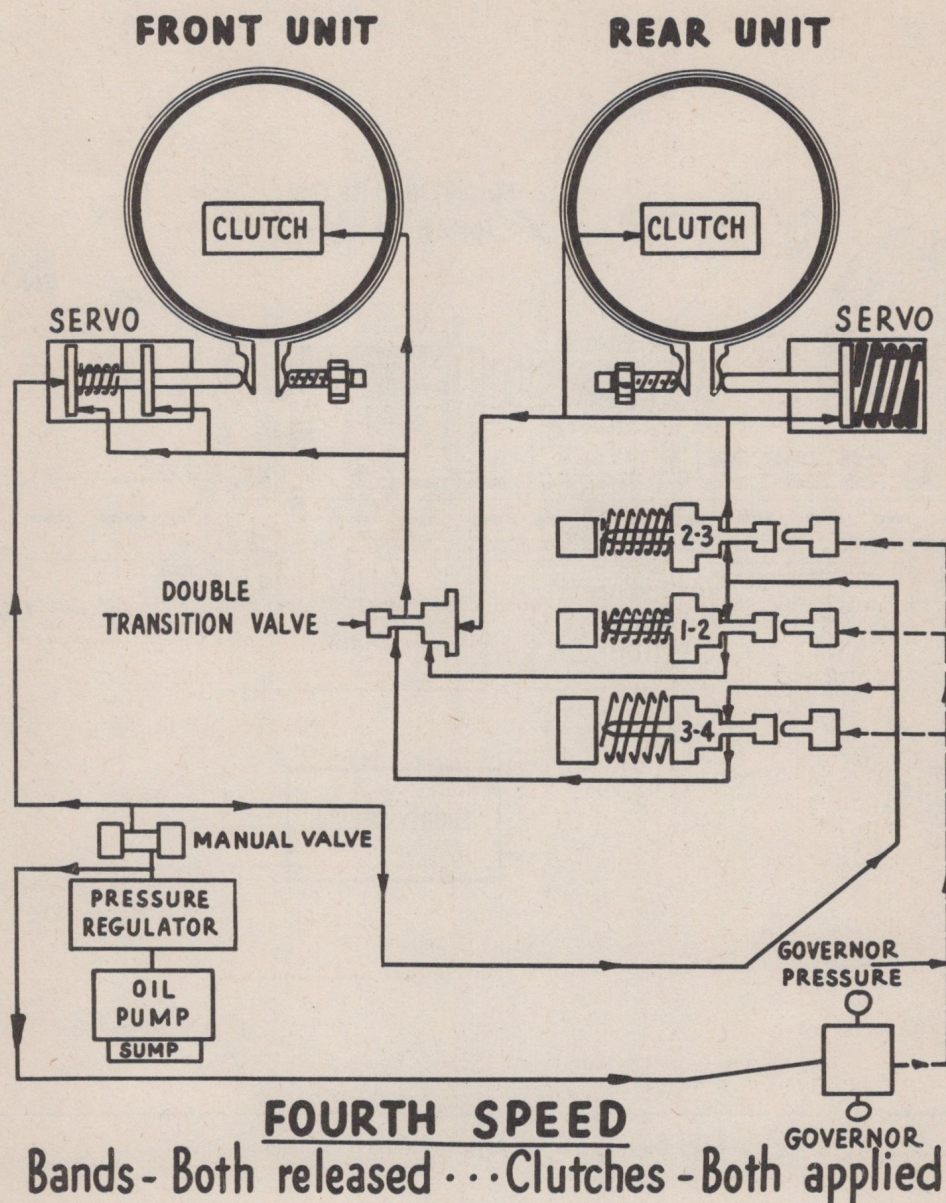 FRONT UNIT
REAR UNIT
CLUTCH
CLUTCH
SERVO
SERVO
2-3
DOUBLE
TRANSITION VALVE
1-2
3-4
MANUAL VALVE
PRESSURE
REGULATOR
OIL
PUMP
SUMP
GOVERNOR
PRESSURE
GOVERNOR
FOURTH SPEED
Bands - Both released ... Clutches - Both applied